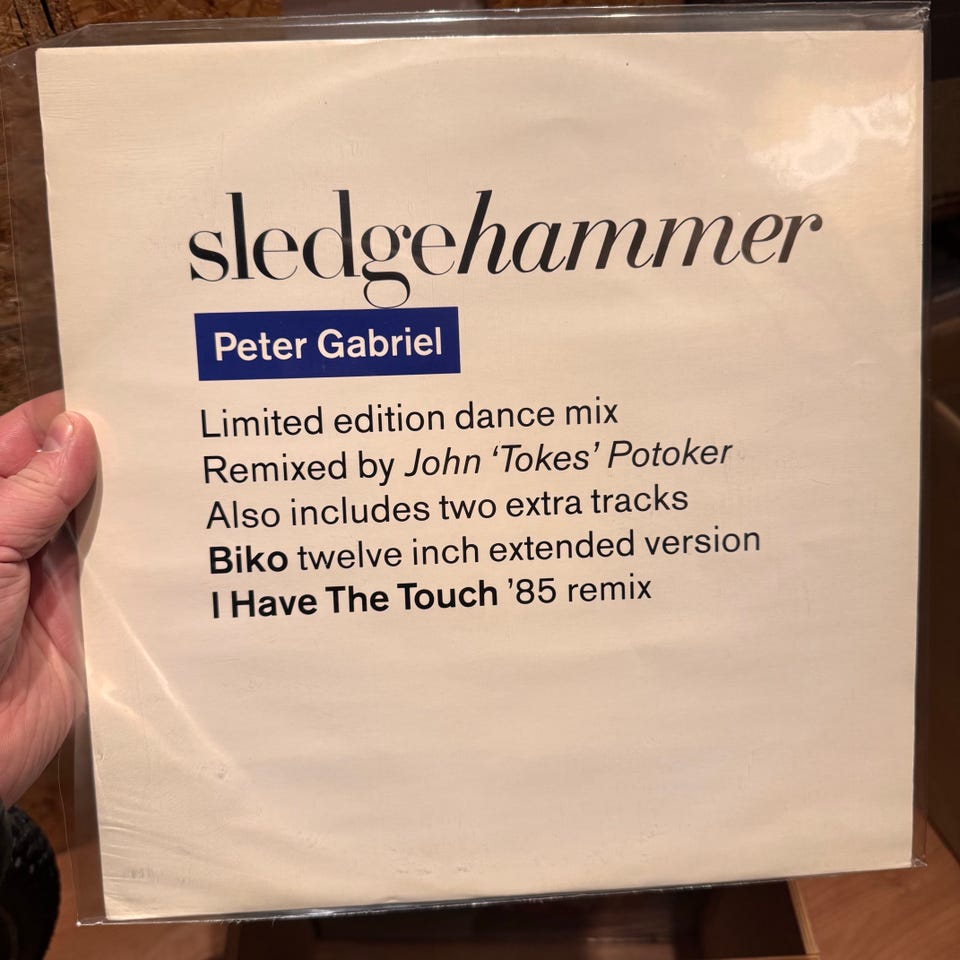 sledgehammer
Peter Gabriel
Limited edition dance mix
Remixed by John ‘Tokes’ Potoker
Also includes two extra tracks
Biko twelve inch extended version
I Have The Touch ’85 remix